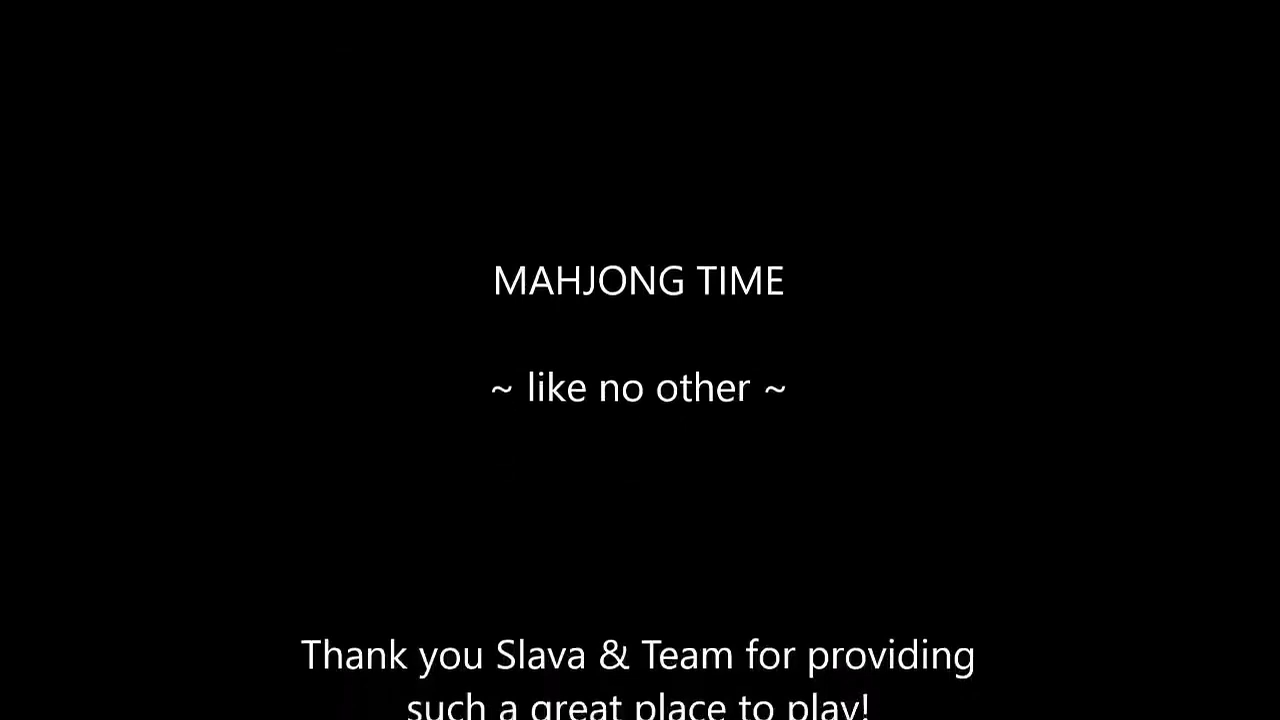 MAHJONG TIME
~ like no other ~
Thank you Slava & Team for providing
such a great place to play!